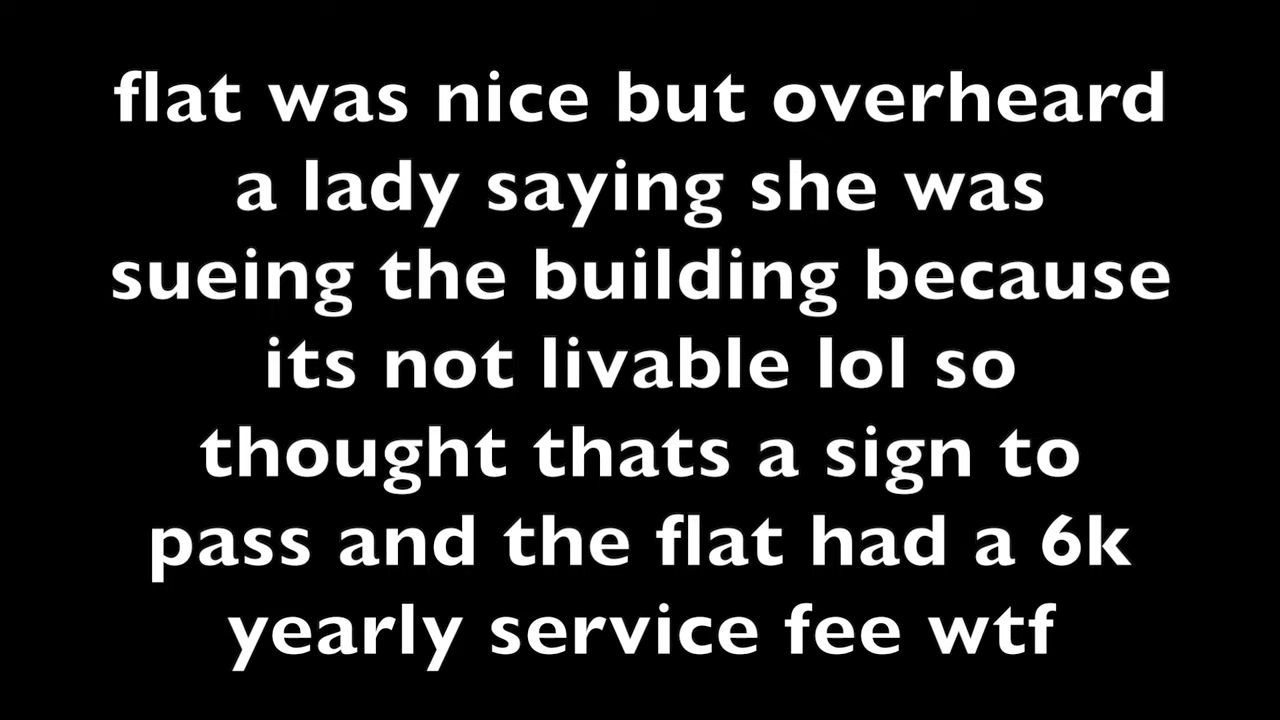 flat was nice but overheard
a lady saying she was
sueing the building because
its not livable lol so
thought thats a sign to
pass and the flat had a 6k
yearly service fee wtf